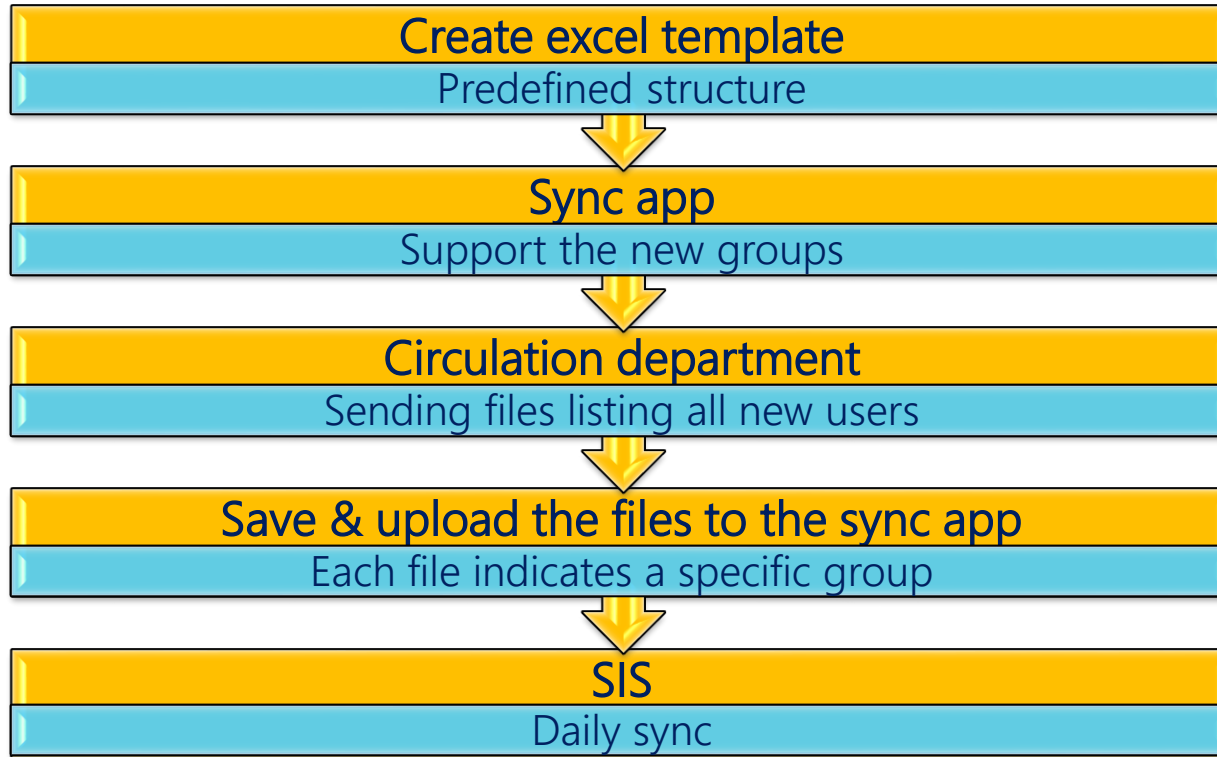 Create excel template
Predefined structure
Sync app
Support the new groups
Circulation department
Sending files listing all new users
Save & upload the files to the sync app
Each file indicates a specific group
SIS
Daily sync